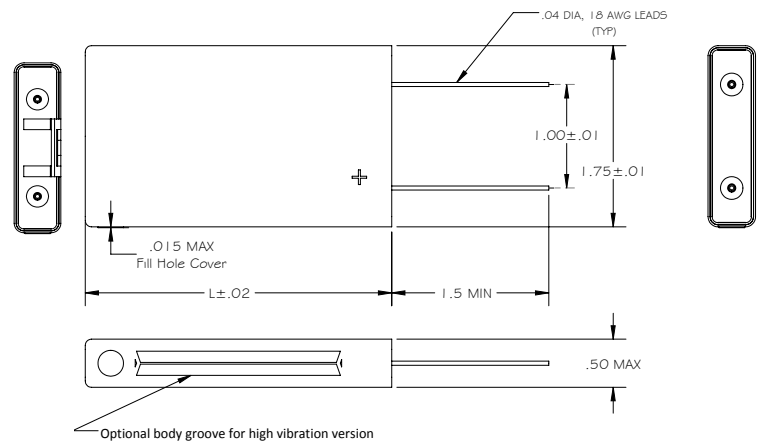 .04 DIA, 18 AWG LEADS
(TYP)
1.00±.01
1.75±.01
+
.015 MAX
Fill Hole Cover
L±.02
1.5 MIN
.50 MAX
Optional body groove for high vibration version